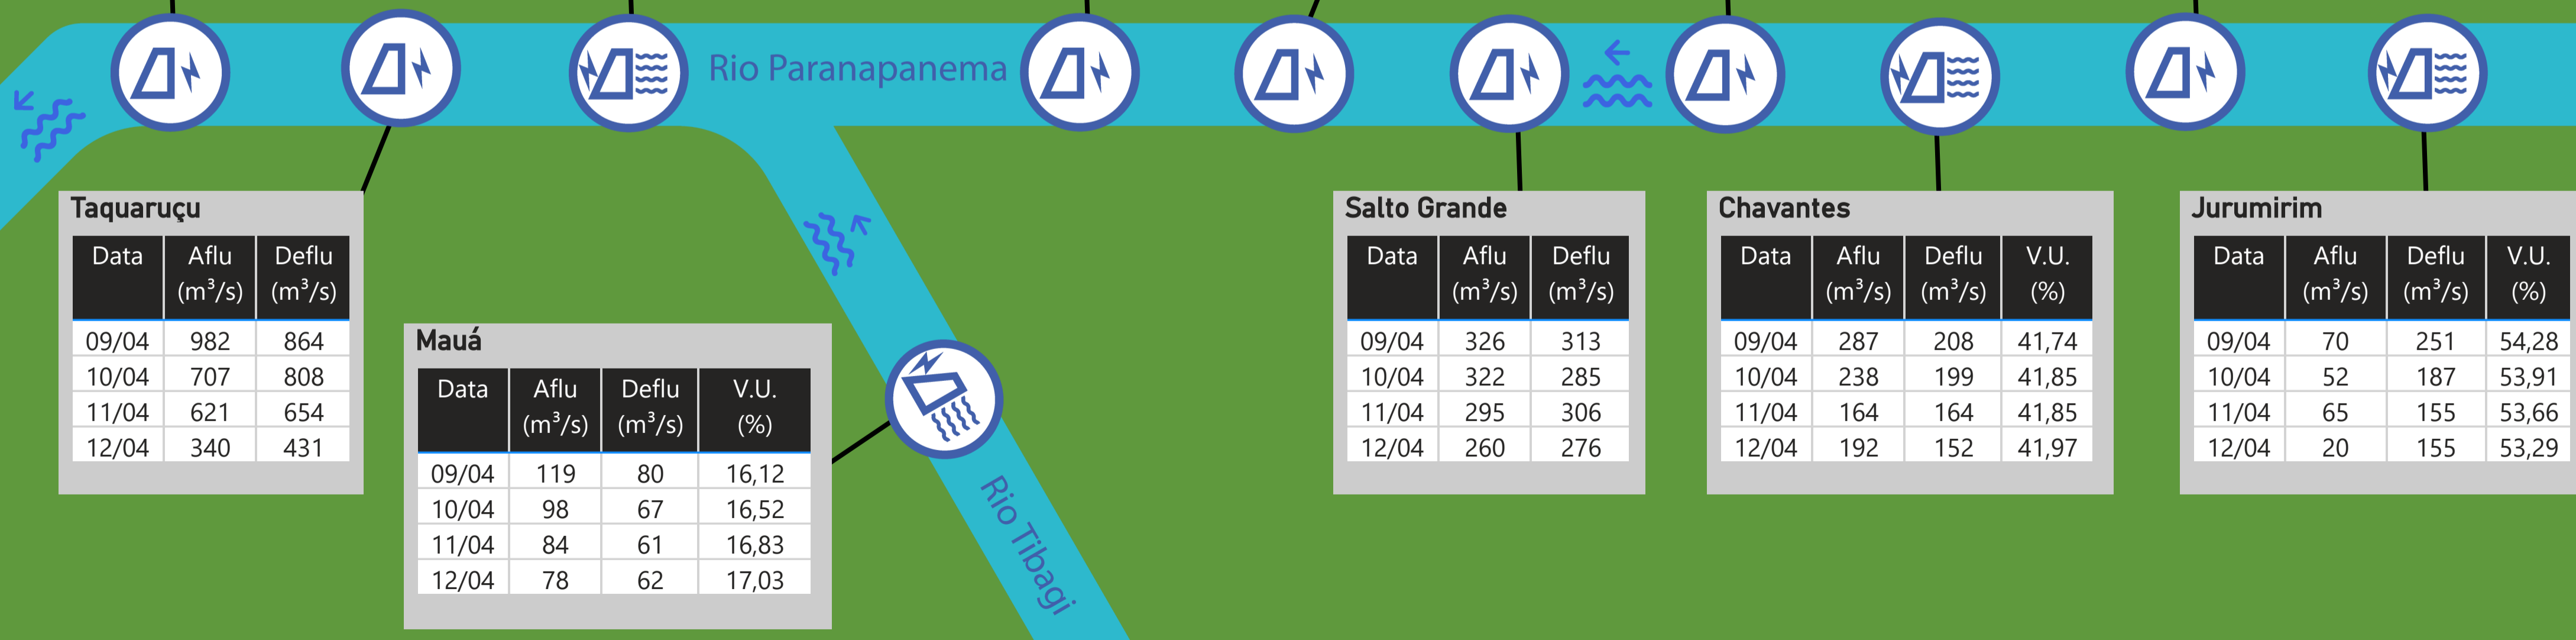 Rio Paranapanema
Taquaruçu
Data Aflu (m³/s) Deflu (m³/s)
09/04 982 864
10/04 707 808
11/04 621 654
12/04 340 431
Mauá
Data Aflu (m³/s) Deflu (m³/s) V.U. (%)
09/04 119 80 16,12
10/04 98 67 16,52
11/04 84 61 16,83
12/04 78 62 17,03
Rio Tibagi
Salto Grande
Data Aflu (m³/s) Deflu (m³/s)
09/04 326 313
10/04 322 285
11/04 295 306
12/04 260 276
Chavantes
Data Aflu (m³/s) Deflu (m³/s) V.U. (%)
09/04 287 208 41,74
10/04 238 199 41,85
11/04 164 164 41,85
12/04 192 152 41,97
Jurumirim
Data Aflu (m³/s) Deflu (m³/s) V.U. (%)
09/04 70 251 54,28
10/04 52 187 53,91
11/04 65 155 53,66
12/04 20 155 53,29